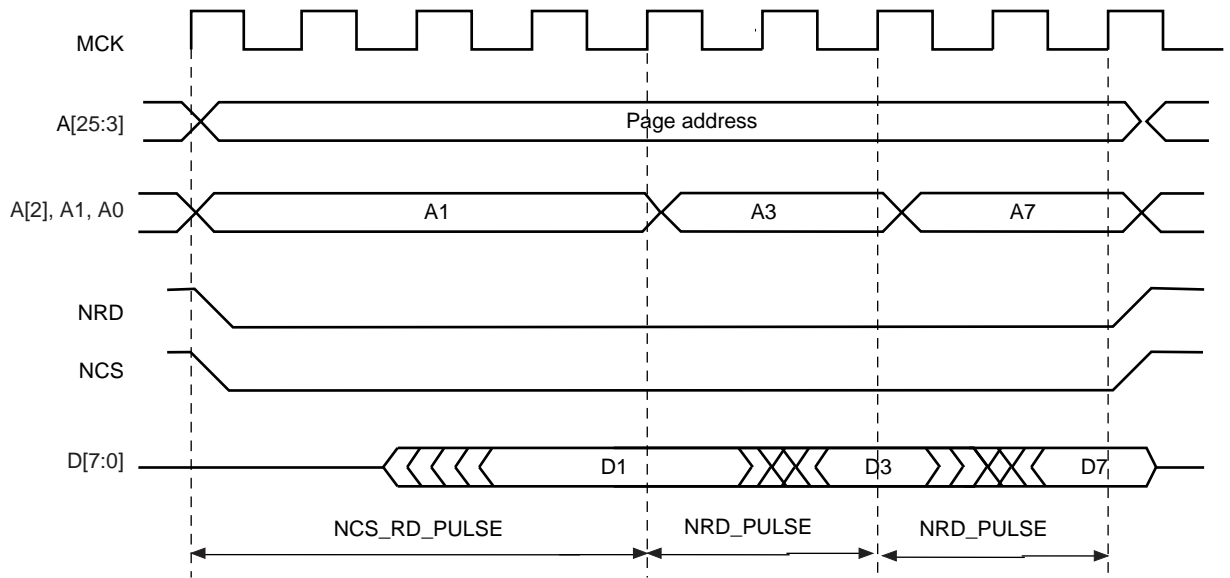 MCK
A[25:3]
Page address
A[2], A1, A0
A1
A3
A7
NRD
NCS
D[7:0]
D1
D3
D7
NCS_RD_PULSE
NRD_PULSE
NRD_PULSE